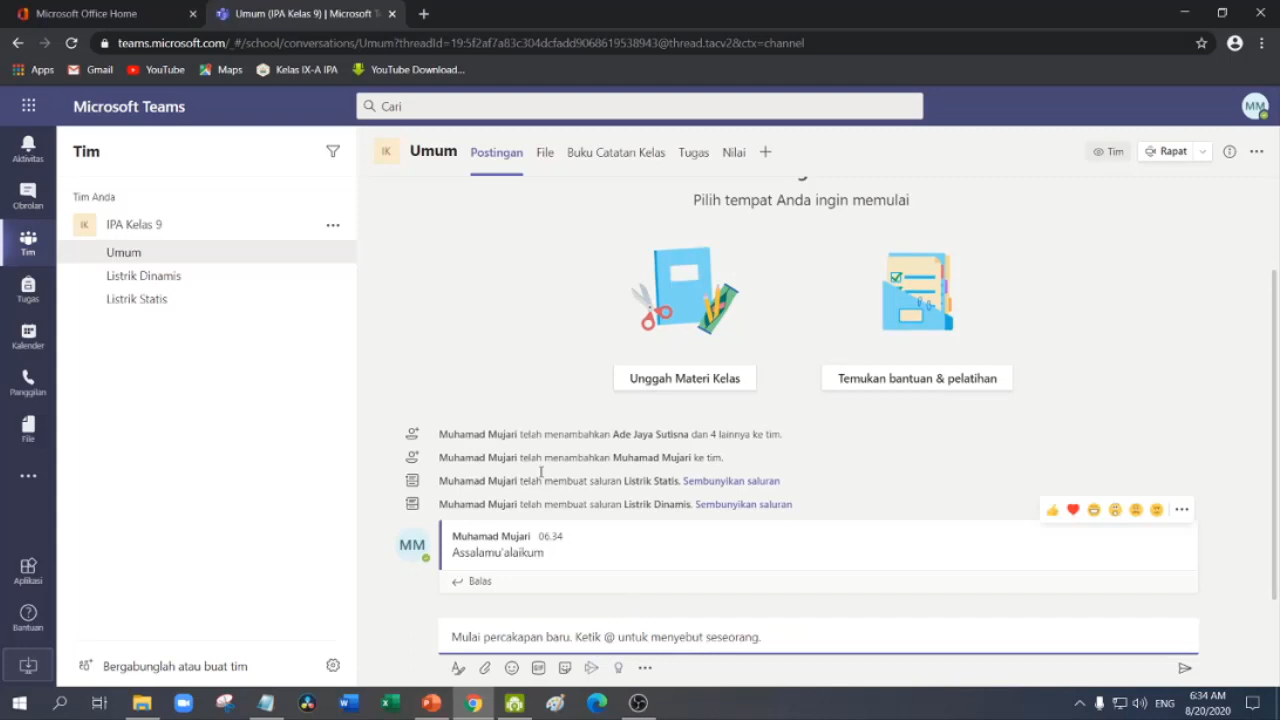 Microsoft Office Home
Umum (IPA Kelas 9) | Microsoft T
teams.microsoft.com/_#/school/conversations/Umum?threadId=19:5f2af7a83c304dcfadd9068619538943@thread.tacv2&ctx=channel
Apps Gmail YouTube Maps Kelas IX-A IPA YouTube Download...
Microsoft Teams
Cari
MM
Aktivitas
Obrolan
Tim
Tugas
Kalender
Panggilan
File
Aplikasi
Bantuan
Tim
Tim Anda
IK IPA Kelas 9
Umum
Listrik Dinamis
Listrik Statis
Bergabunglah atau buat tim
IK Umum Postingan File Buku Catatan Kelas Tugas Nilai
Tim Rapat
Pilih tempat Anda ingin memulai
Unggah Materi Kelas
Temukan bantuan & pelatihan
Muhamad Mujari telah menambahkan Ade Jaya Sutisna dan 4 lainnya ke tim.
Muhamad Mujari telah menambahkan Muhamad Mujari ke tim.
Muhamad Mujari telah membuat saluran Listrik Statis. Sembunyikan saluran
Muhamad Mujari telah membuat saluran Listrik Dinamis. Sembunyikan saluran
MM
Muhamad Mujari 06.34
Assalamu'alaikum
Balas
Mulai percakapan baru. Ketik @ untuk menyebut seseorang.
GIF
ENG
6:34 AM
8/20/2020